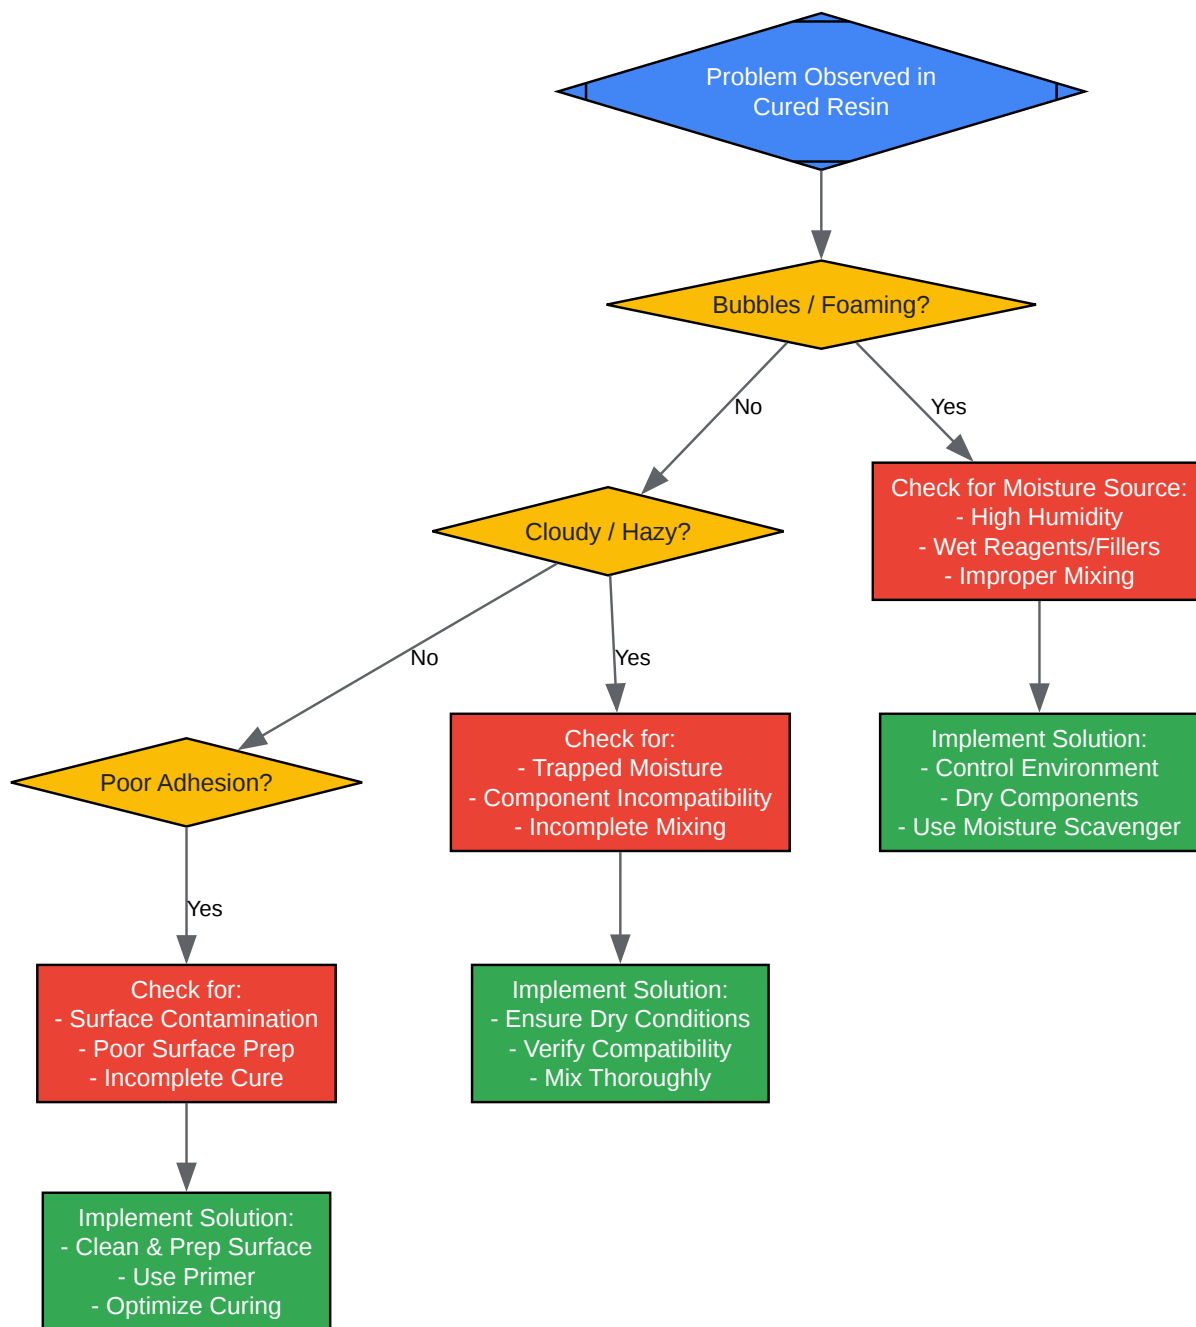 Problem Observed in
Cured Resin
Bubbles / Foaming?
No
Yes
Cloudy / Hazy?
Check for Moisture Source:
- High Humidity
- Wet Reagents/Fillers
- Improper Mixing
No
Yes
Poor Adhesion?
Check for:
- Trapped Moisture
- Component Incompatibility
- Incomplete Mixing
Implement Solution:
- Control Environment
- Dry Components
- Use Moisture Scavenger
Yes
Check for:
- Surface Contamination
- Poor Surface Prep
- Incomplete Cure
Implement Solution:
- Ensure Dry Conditions
- Verify Compatibility
- Mix Thoroughly
Implement Solution:
- Clean & Prep Surface
- Use Primer
- Optimize Curing